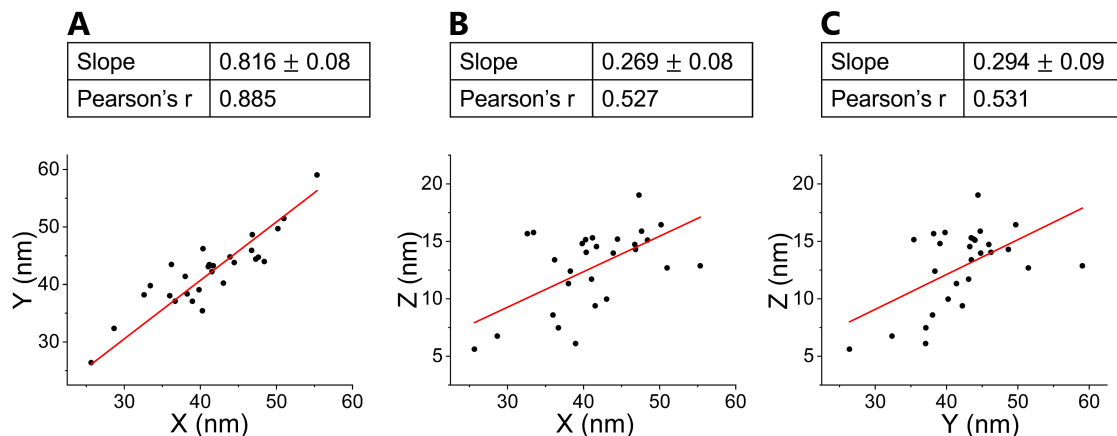 A
Slope 0.816 ± 0.08
Pearson's r 0.885
60
50
40
30
Y (nm)
30 40 50 60
X (nm)
B
Slope 0.269 ± 0.08
Pearson's r 0.527
20
15
10
5
Z (nm)
30 40 50 60
X (nm)
C
Slope 0.294 ± 0.09
Pearson's r 0.531
20
15
10
5
Z (nm)
30 40 50 60
Y (nm)